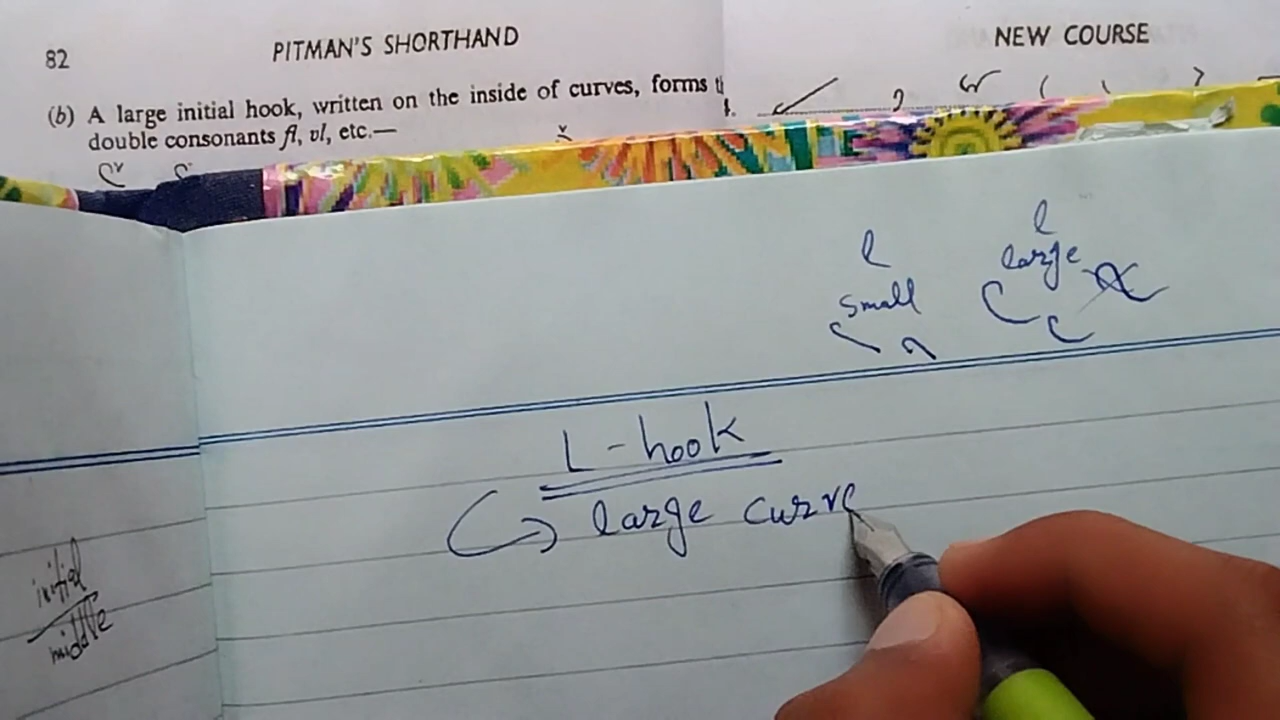 82
PITMAN'S SHORTHAND
NEW COURSE
(b) A large initial hook, written on the inside of curves, forms
double consonants fl, vl, etc.—
l
small
l
large
L-hook
large curve
initial
middle